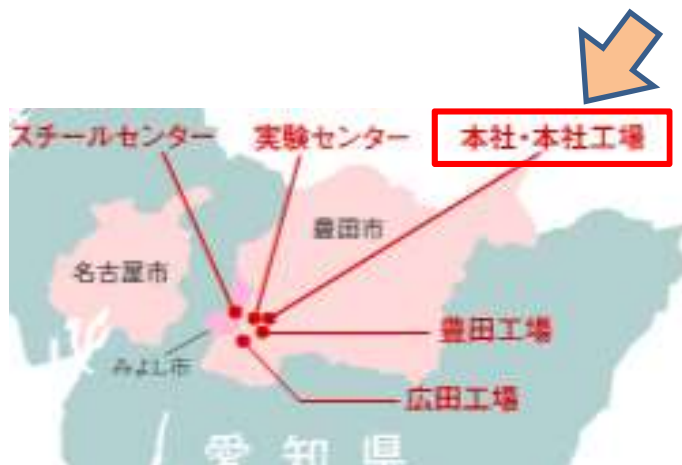 スチールセンター
実験センター
本社・本社工場
豊田市
名古屋市
豊田工場
みよし市
広田工場
愛知県